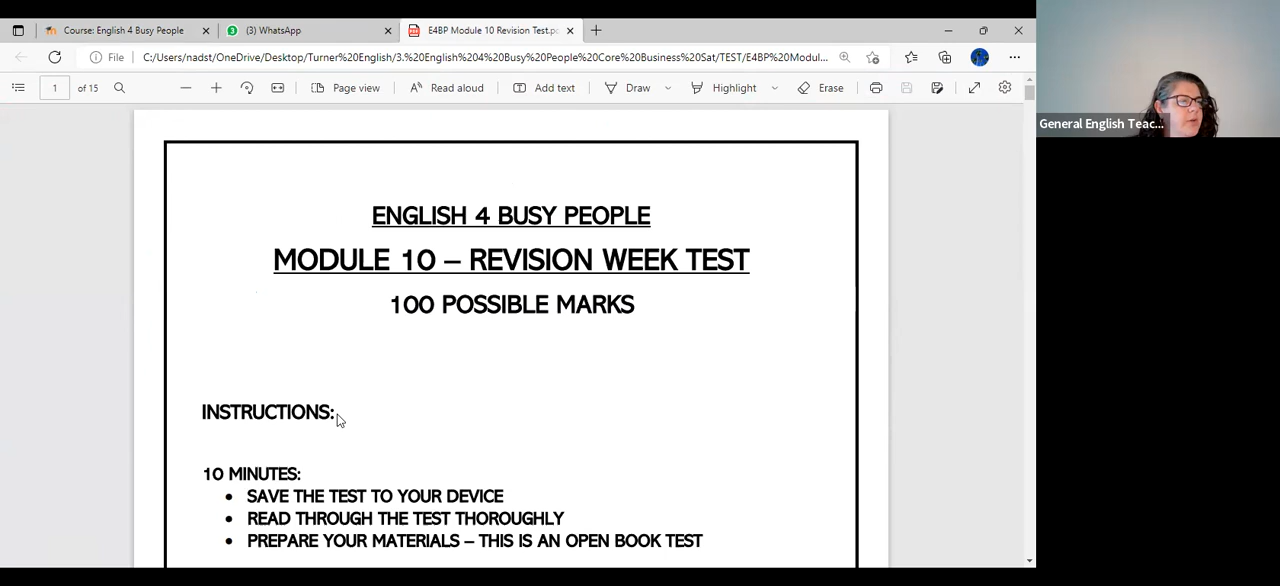 Course: English 4 Busy People
(3) WhatsApp
E4BP Module 10 Revision Test.pc
File
C:/Users/nadst/OneDrive/Desktop/Turner%20English/3.%20English%204%20Busy%20People%20Core%20Business%20Sat/TEST/E4BP%20Modul...
1 of 15
Page view
Read aloud
Add text
Draw
Highlight
Erase
General English Teac...
ENGLISH 4 BUSY PEOPLE
MODULE 10 – REVISION WEEK TEST
100 POSSIBLE MARKS
INSTRUCTIONS:
10 MINUTES:
• SAVE THE TEST TO YOUR DEVICE
• READ THROUGH THE TEST THOROUGHLY
• PREPARE YOUR MATERIALS – THIS IS AN OPEN BOOK TEST